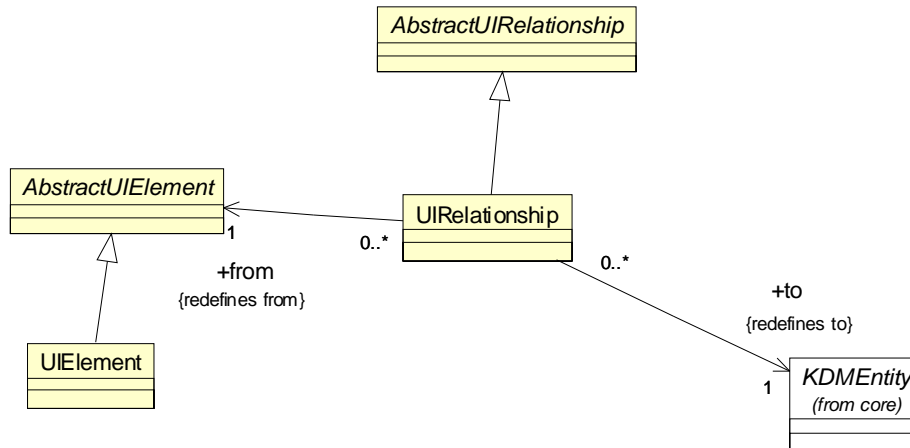 AbstractUIRelationship
AbstractUIElement
UIRelationship
1
0..*
0..*
+from
{redefines from}
+to
{redefines to}
UIElement
1
KDMEntity
(from core)